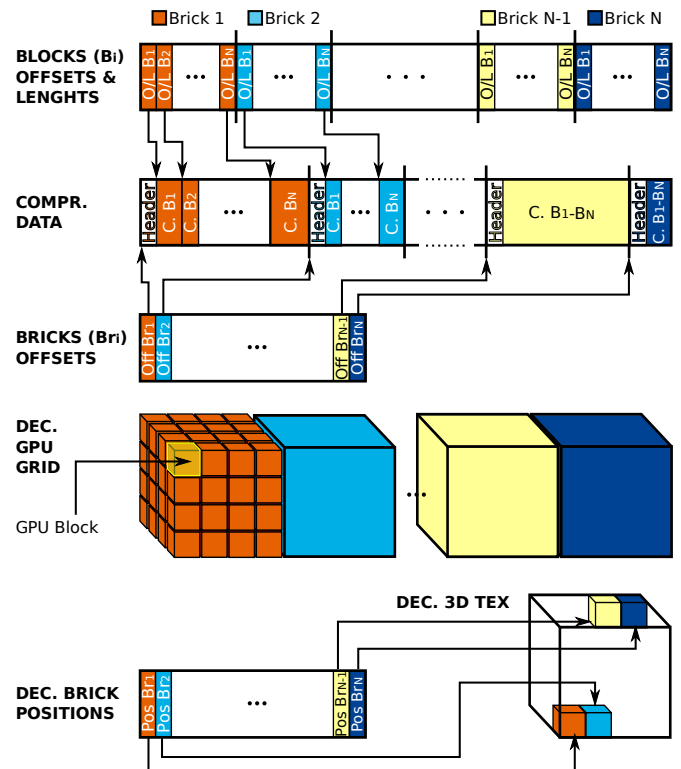 Brick 1 Brick 2 Brick N-1 Brick N
BLOCKS (Bi)
OFFSETS &
LENGHTS
O/L B1 O/L B2 ... O/L BN O/L B1 ... O/L BN . . . O/L B1 ... O/L BN O/L B1 ... O/L BN
COMPR.
DATA
Header C. B1 C. B2 ... C. BN Header C. B1 ... C. BN . . . Header C. B1-BN Header C. B1-BN
BRICKS (Bri)
OFFSETS
Off Br1 Off Br2 ... Off BrN-1 Off BrN
DEC.
GPU
GRID
...
GPU Block
DEC. 3D TEX
DEC. BRICK
POSITIONS
Pos Br1 Pos Br2 ... Pos BrN-1 Pos BrN